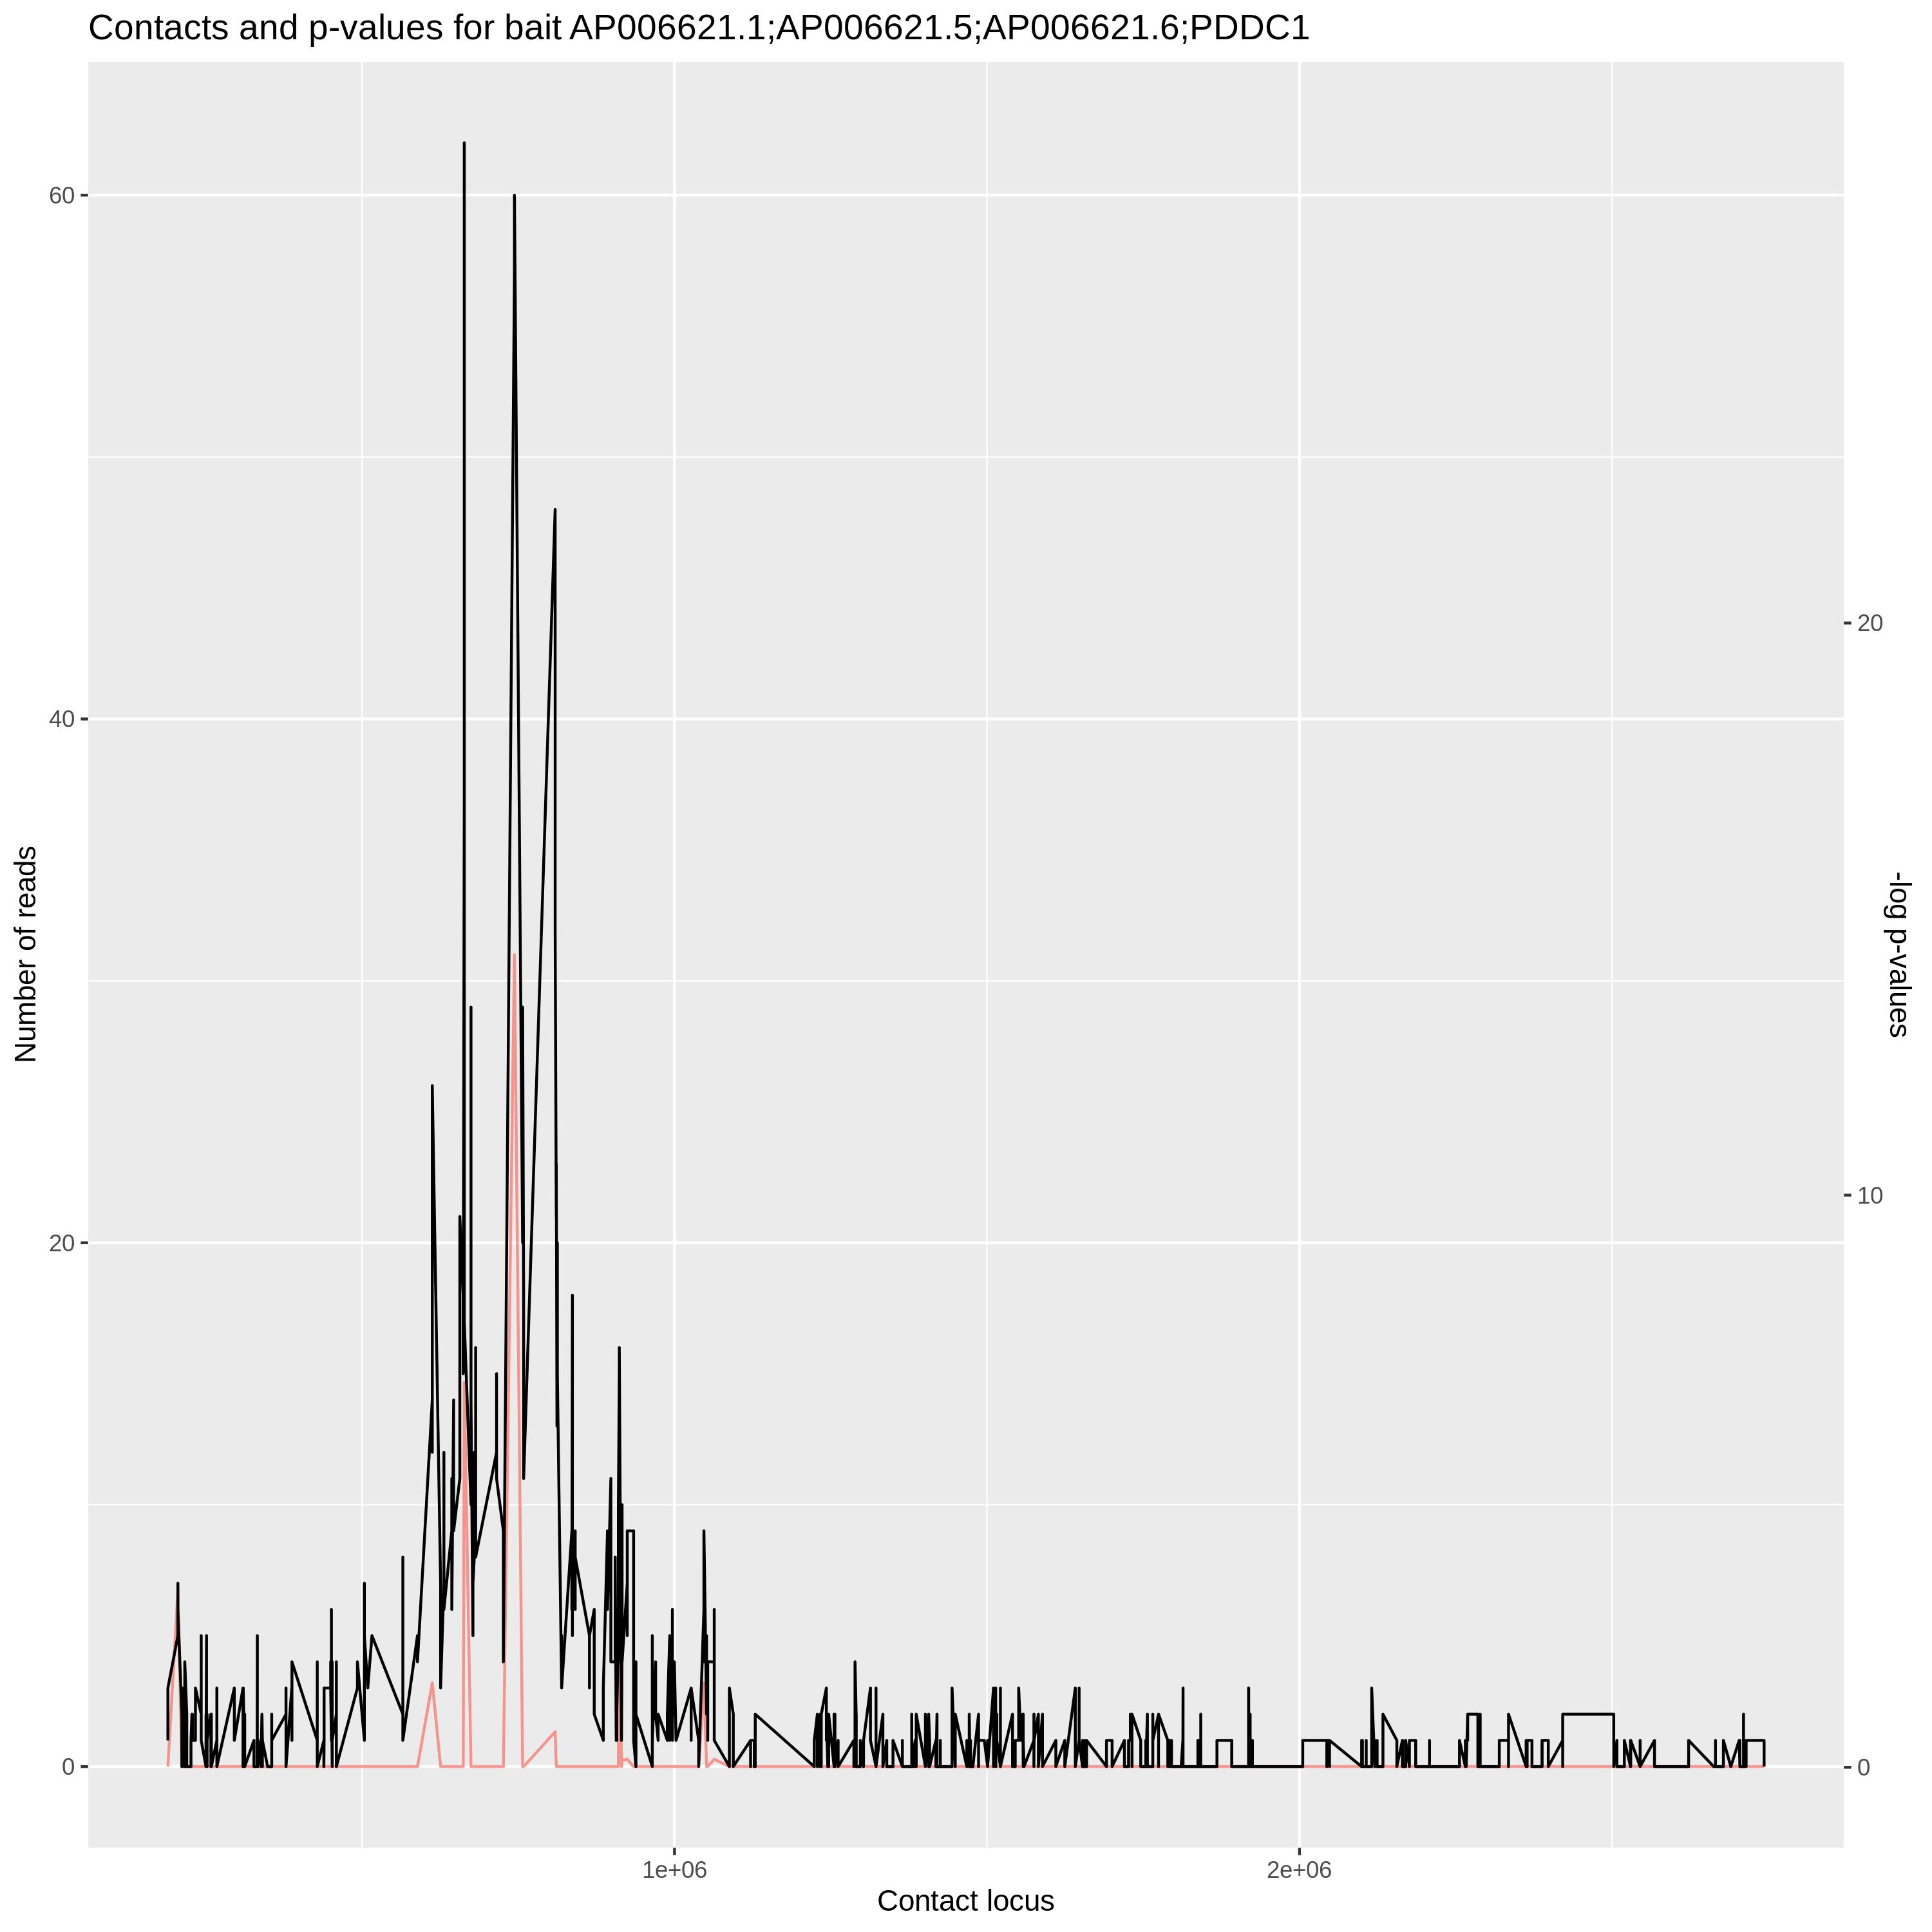 Contacts and p-values for bait AP006621.1;AP006621.5;AP006621.6;PDDC1
60
40
20
0
Number of reads
20
10
0
-log p-values
1e+06
2e+06
Contact locus